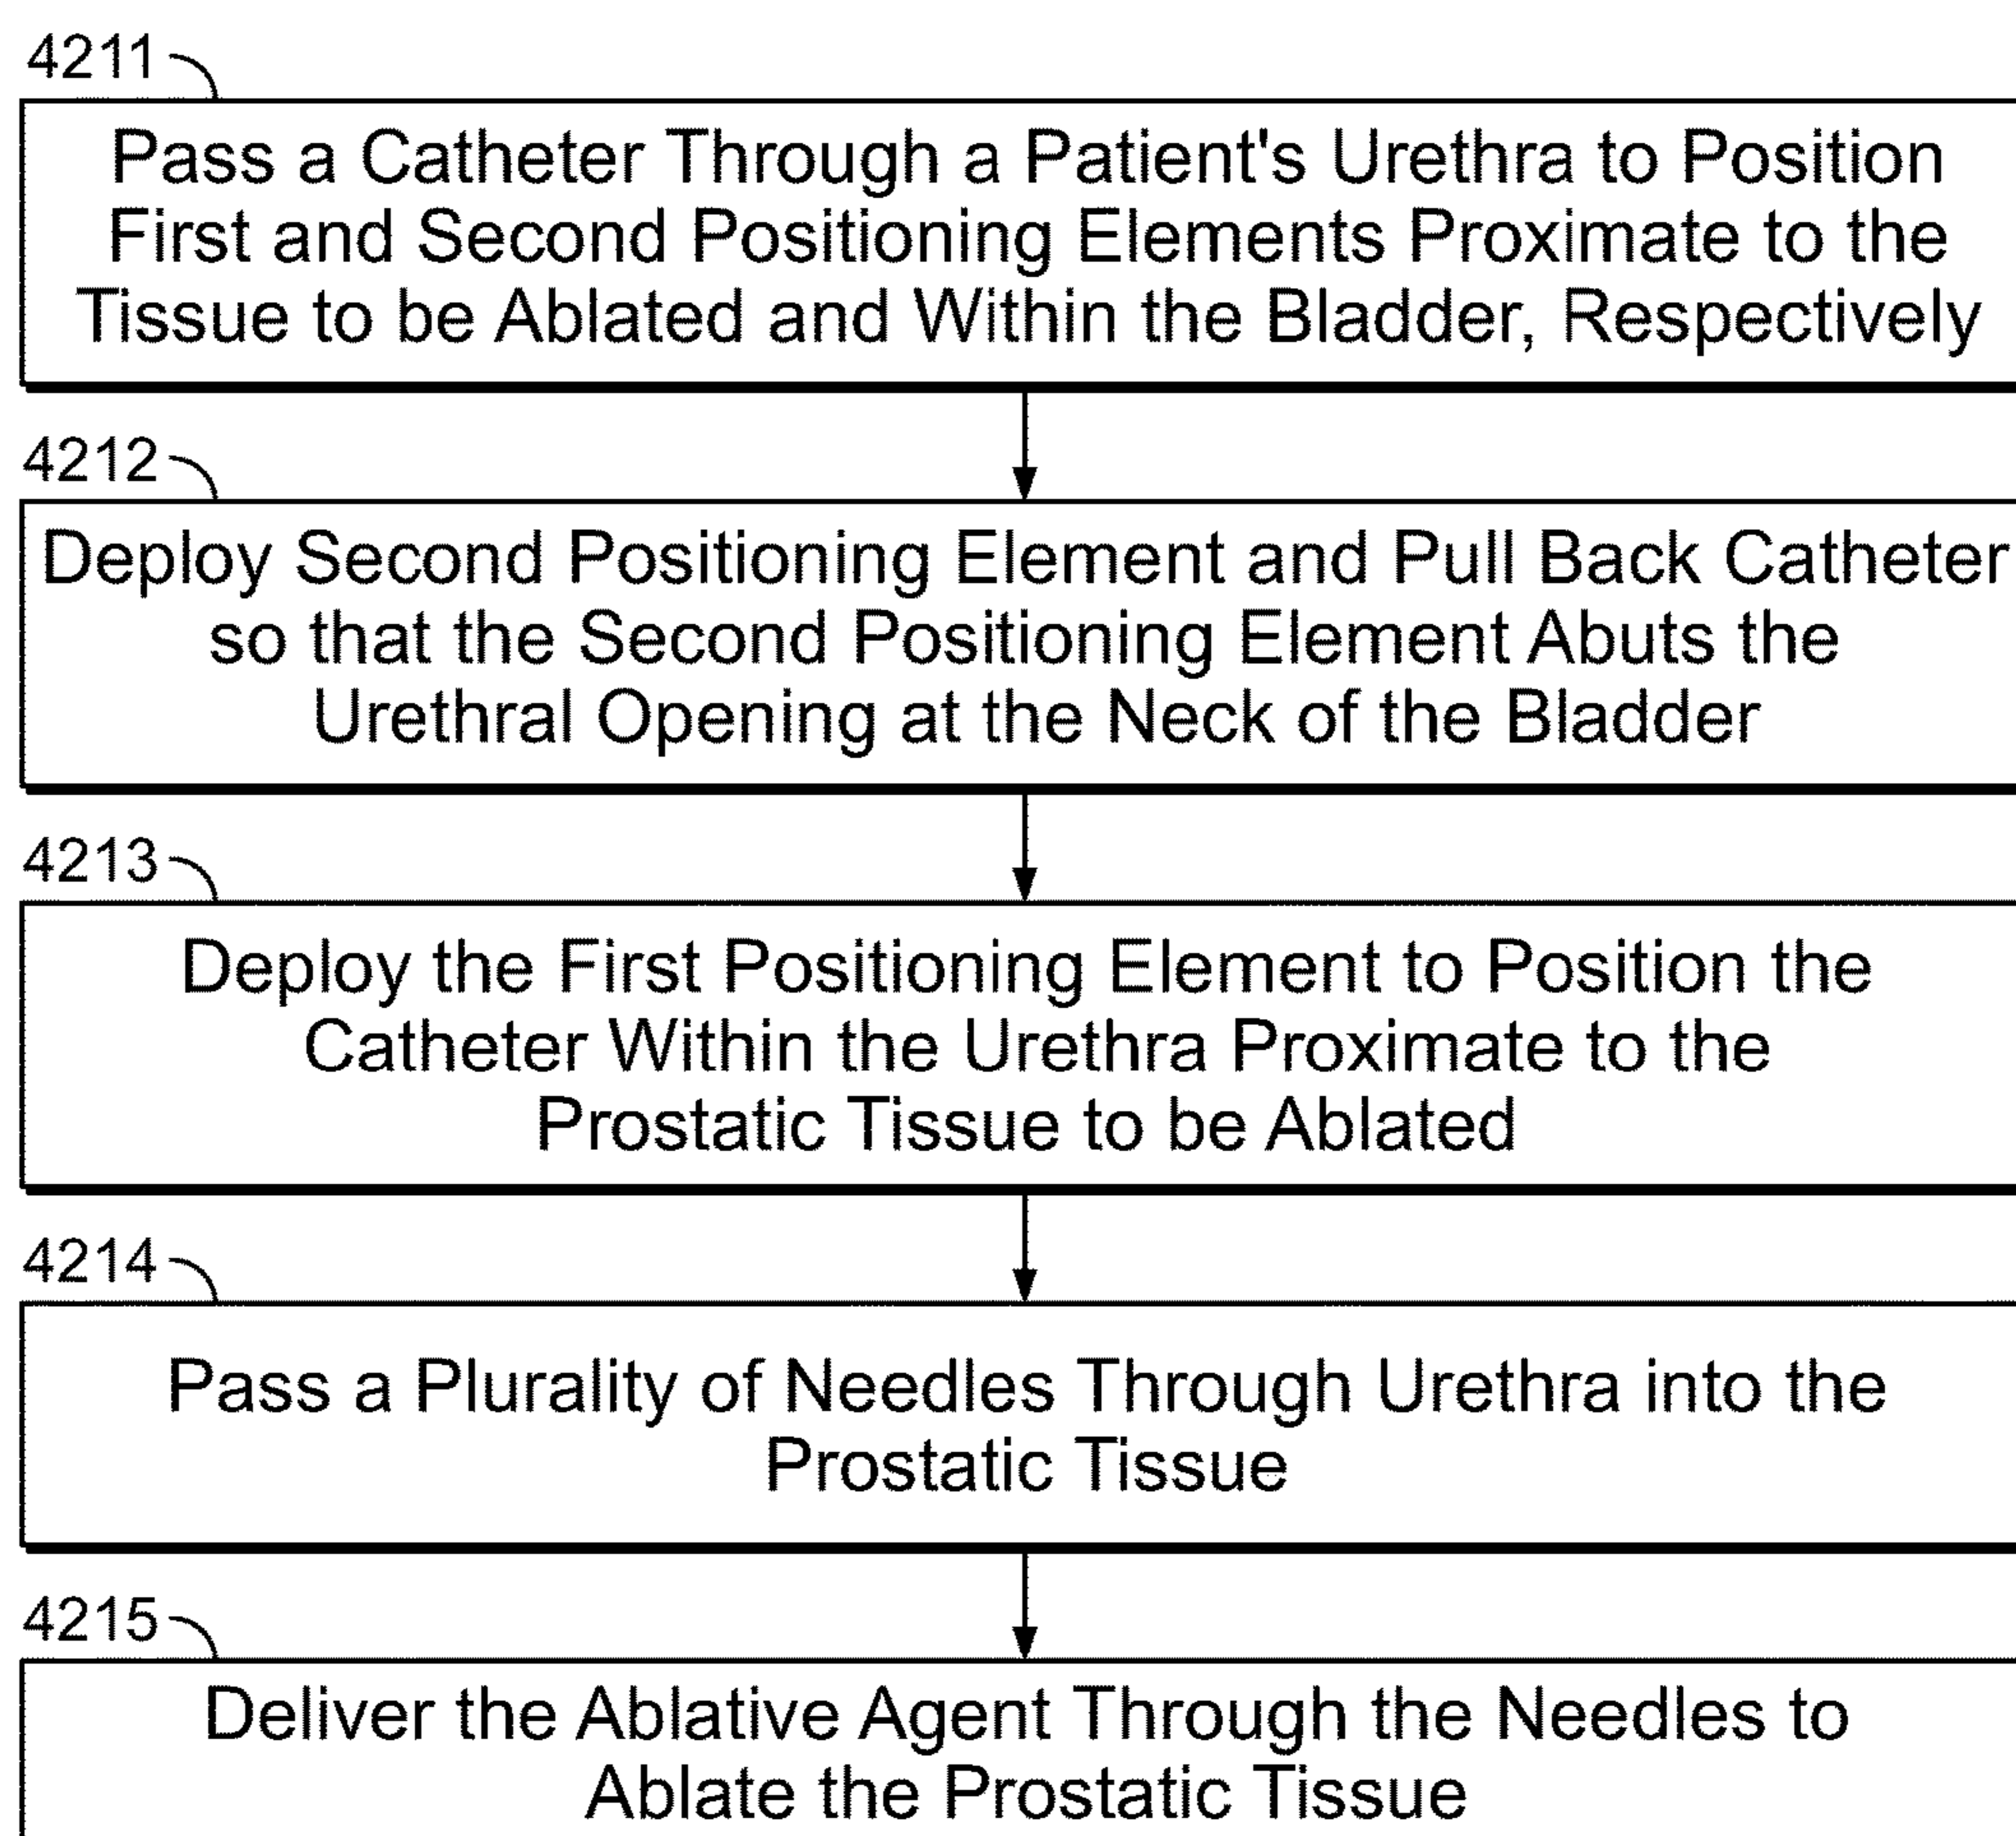 4211
Pass a Catheter Through a Patient's Urethra to Position
First and Second Positioning Elements Proximate to the
Tissue to be Ablated and Within the Bladder, Respectively
4212
Deploy Second Positioning Element and Pull Back Catheter
so that the Second Positioning Element Abuts the
Urethral Opening at the Neck of the Bladder
4213
Deploy the First Positioning Element to Position the
Catheter Within the Urethra Proximate to the
Prostatic Tissue to be Ablated
4214
Pass a Plurality of Needles Through Urethra into the
Prostatic Tissue
4215
Deliver the Ablative Agent Through the Needles to
Ablate the Prostatic Tissue